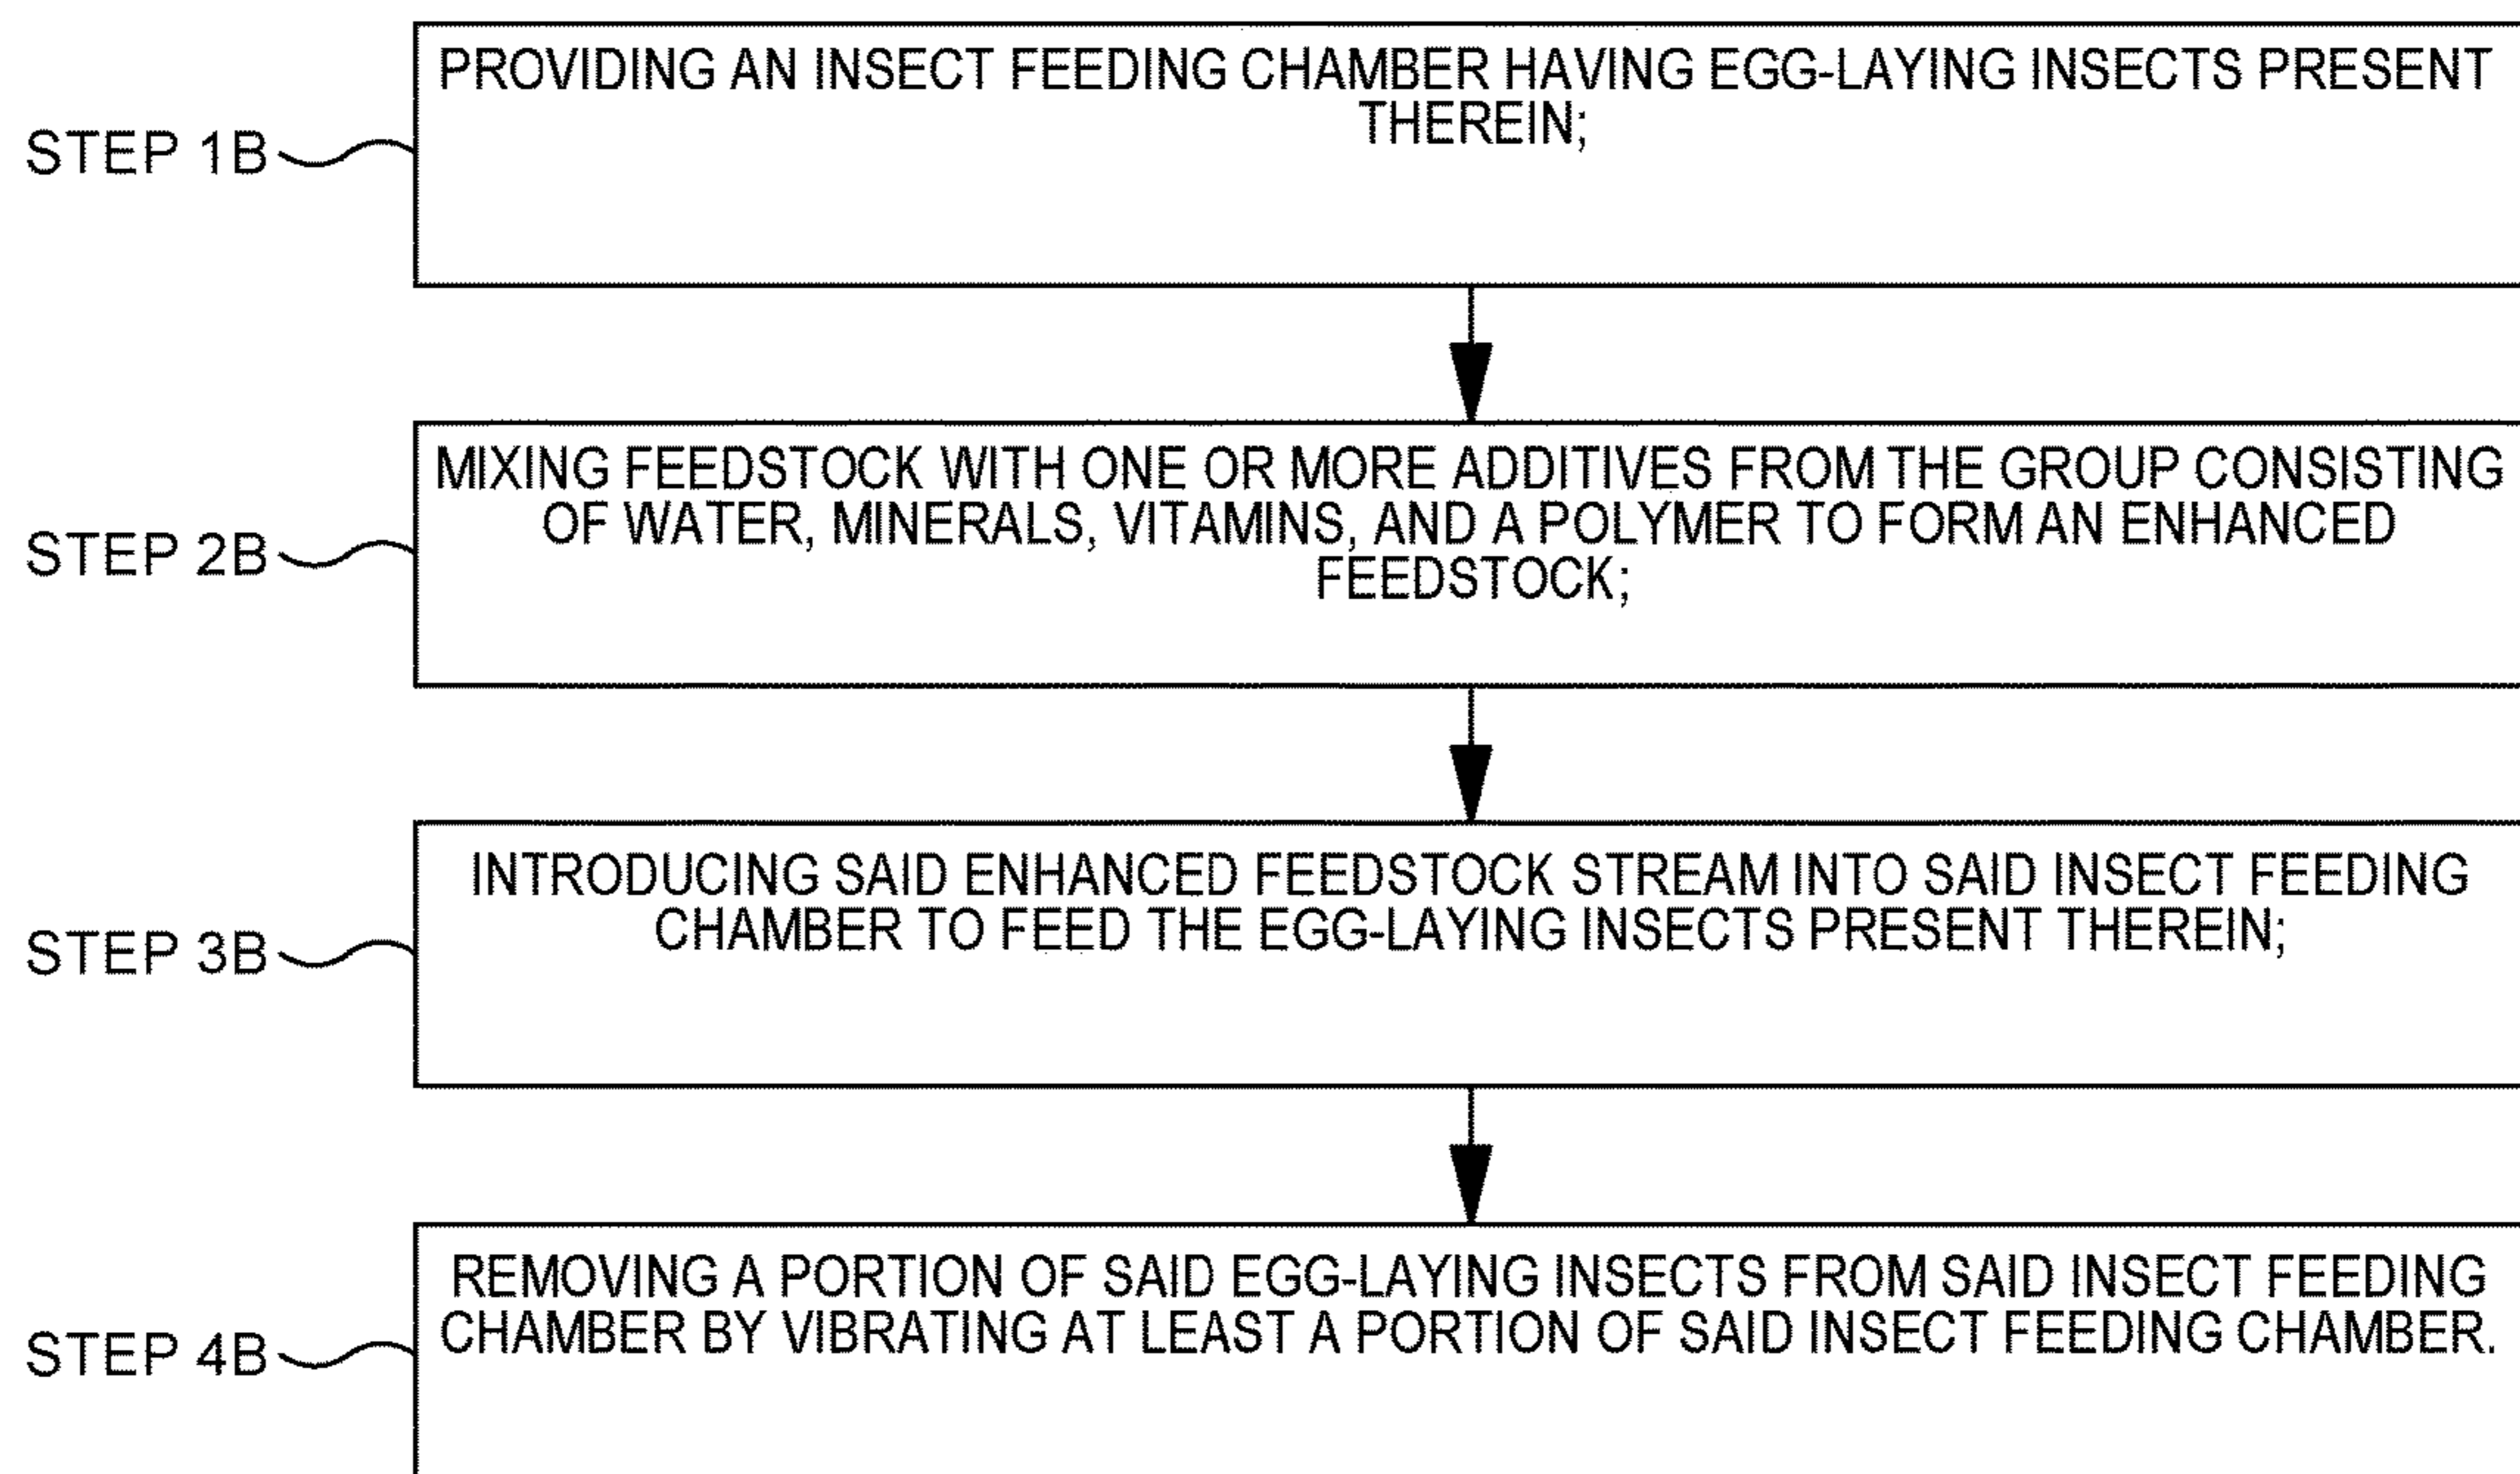 PROVIDING AN INSECT FEEDING CHAMBER HAVING EGG-LAYING INSECTS PRESENT
THEREIN;
STEP 1B
MIXING FEEDSTOCK WITH ONE OR MORE ADDITIVES FROM THE GROUP CONSISTING
OF WATER, MINERALS, VITAMINS, AND A POLYMER TO FORM AN ENHANCED
FEEDSTOCK;
STEP 2B
INTRODUCING SAID ENHANCED FEEDSTOCK STREAM INTO SAID INSECT FEEDING
CHAMBER TO FEED THE EGG-LAYING INSECTS PRESENT THEREIN;
STEP 3B
REMOVING A PORTION OF SAID EGG-LAYING INSECTS FROM SAID INSECT FEEDING
CHAMBER BY VIBRATING AT LEAST A PORTION OF SAID INSECT FEEDING CHAMBER.
STEP 4B